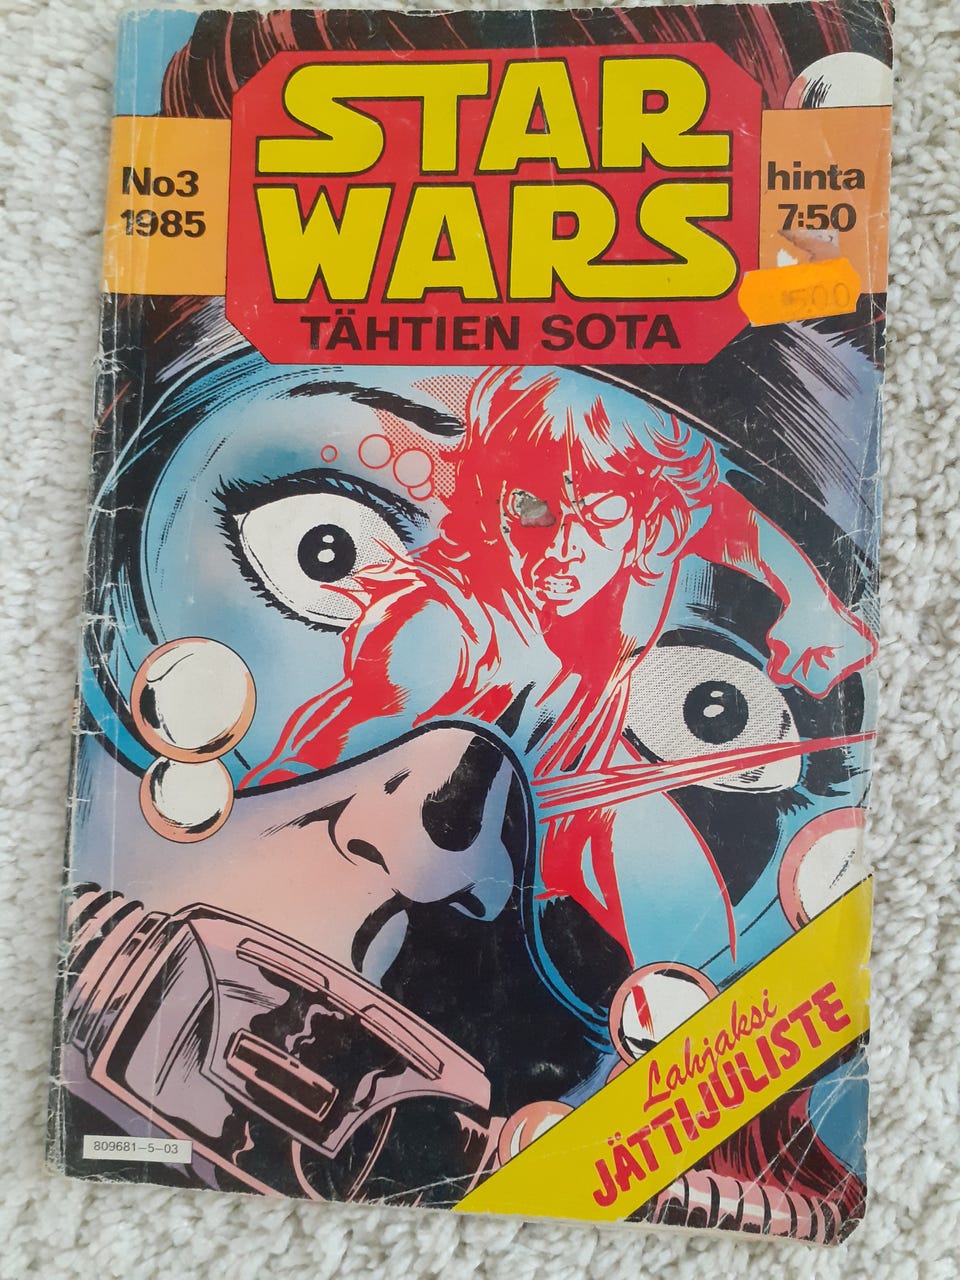 STAR
WARS
TÄHTIEN SOTA
No3
1985
hinta
7:50
Lahjaksi
JÄTTIJULISTE
809681-5-03